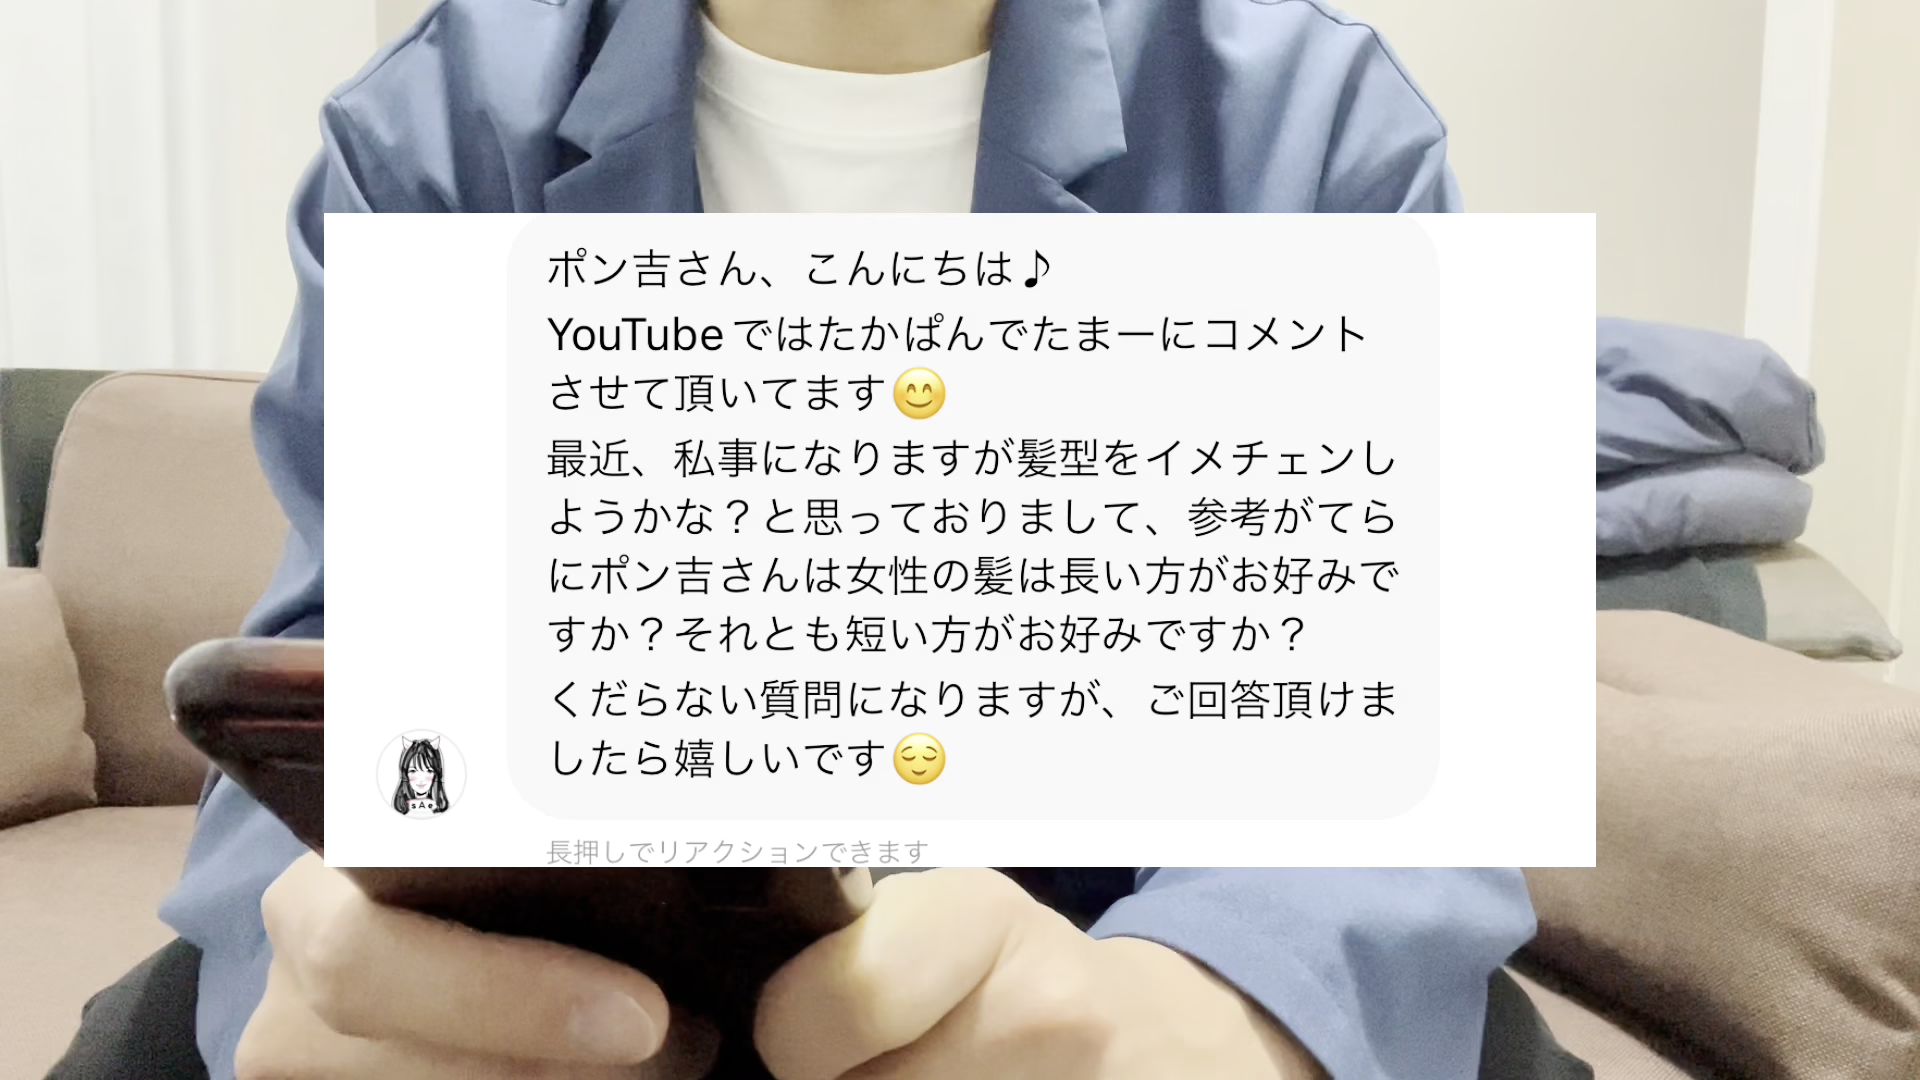 ポン吉さん、こんにちは♪
YouTubeではたかぱんでたまーにコメント
させて頂いてます😊
最近、私事になりますが髪型をイメチェンし
ようかな？と思っておりまして、参考がてら
にポン吉さんは女性の髪は長い方がお好みで
すか？それとも短い方がお好みですか？
くだらない質問になりますが、ご回答頂けま
したら嬉しいです😌
sAe
長押しでリアクションできます